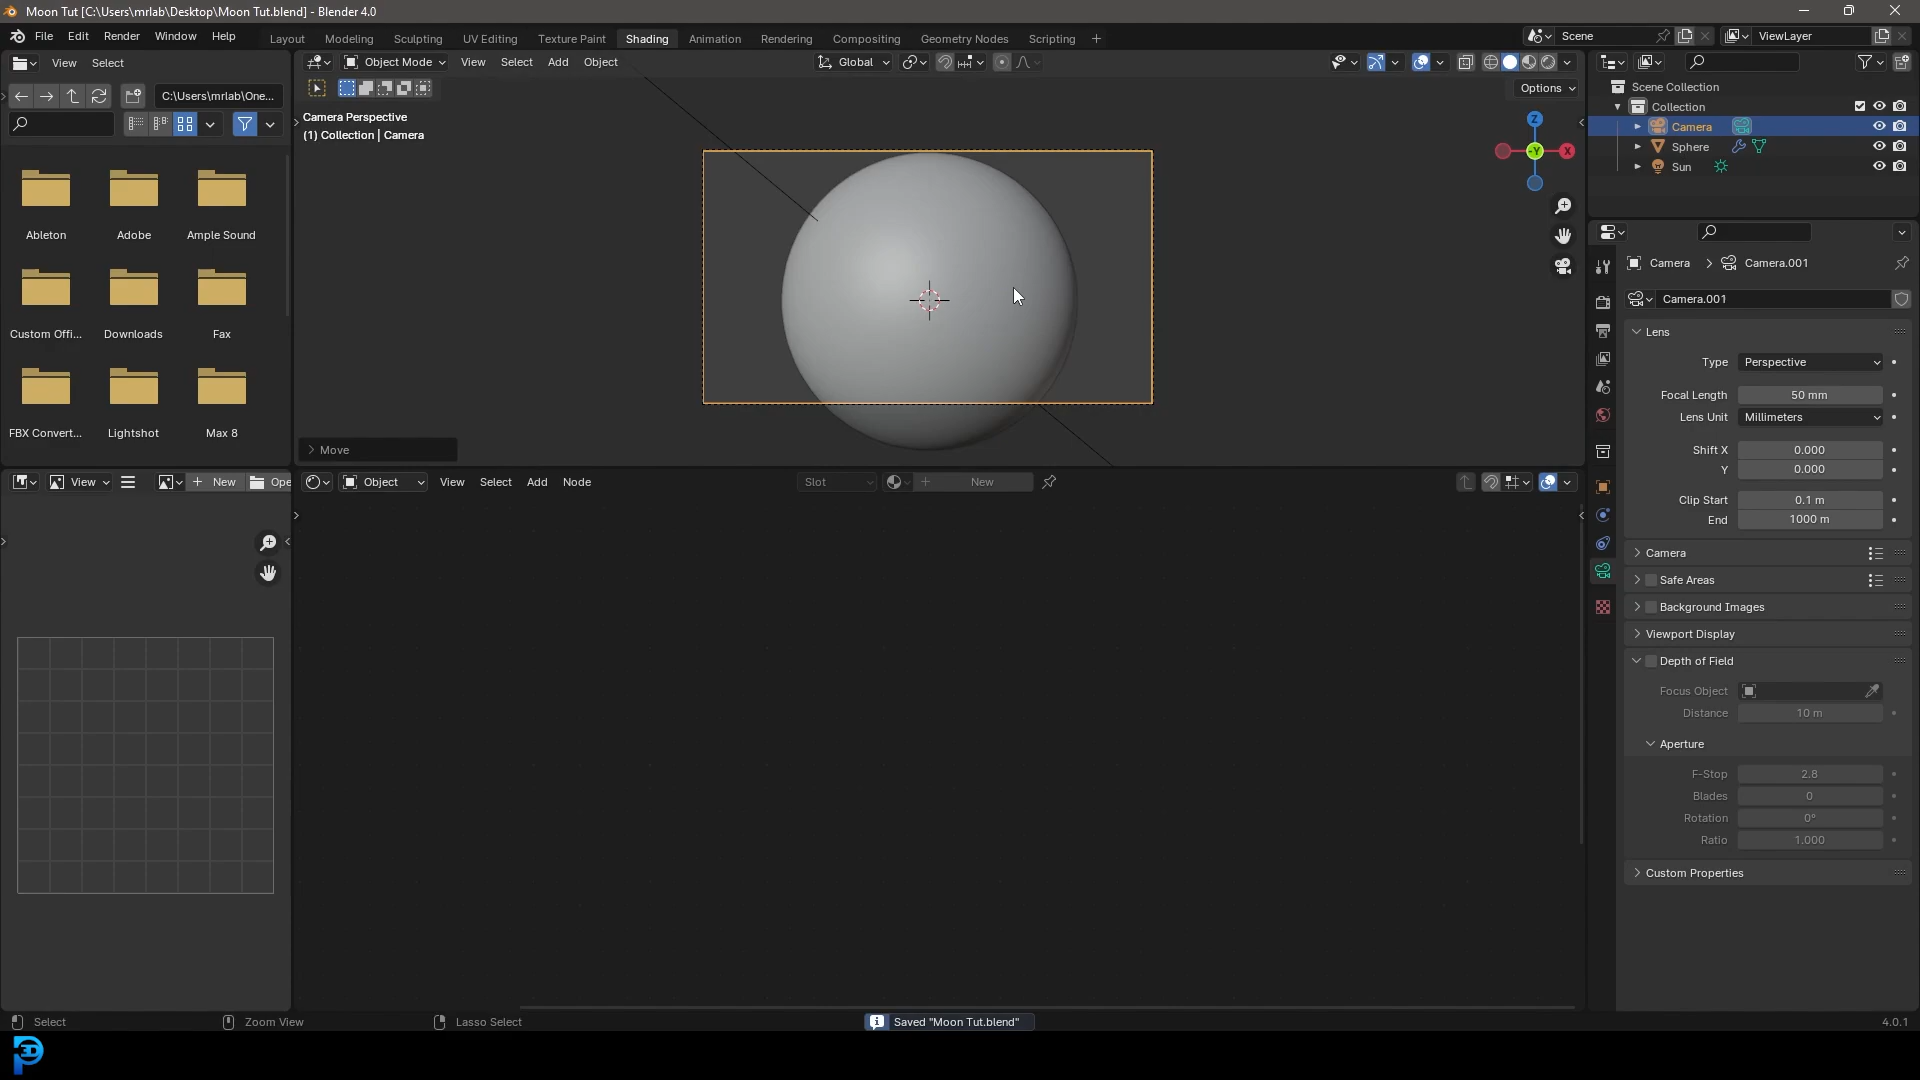 Moon Tut [C:\Users\mrlab\Desktop\Moon Tut.blend] - Blender 4.0
File Edit Render Window Help
Layout Modeling Sculpting UV Editing Texture Paint Shading Animation Rendering Compositing Geometry Nodes Scripting
Scene
ViewLayer
View Select
Object Mode View Select Add Object
Global
C:\Users\mrlab\One...
Options
Camera Perspective
(1) Collection | Camera
Z
-Y
X
Ableton Adobe Ample Sound
Custom Offi... Downloads Fax
FBX Convert... Lightshot Max 8
Move
Scene Collection
Collection
Camera
Sphere
Sun
Camera > Camera.001
Camera.001
Lens
Type Perspective
Focal Length 50 mm
Lens Unit Millimeters
Shift X 0.000
Y 0.000
Clip Start 0.1 m
End 1000 m
Camera
Safe Areas
Background Images
Viewport Display
Depth of Field
Focus Object
Distance 10 m
Aperture
F-Stop 2.8
Blades 0
Rotation 0°
Ratio 1.000
Custom Properties
View
New
Ope
Object View Select Add Node
Slot
New
Select
Zoom View
Lasso Select
Saved "Moon Tut.blend"
4.0.1
3D